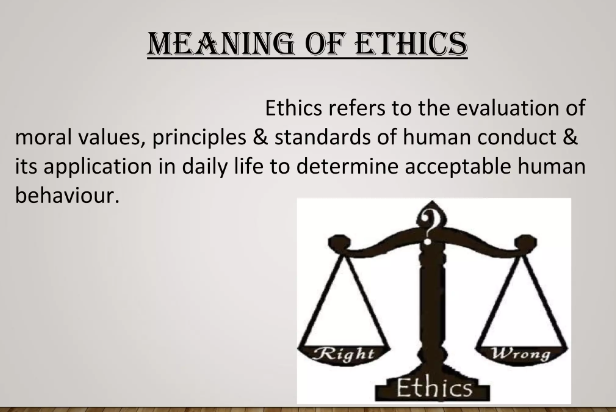 MEANING OF ETHICS
Ethics refers to the evaluation of
moral values, principles & standards of human conduct &
its application in daily life to determine acceptable human
behaviour.
?
Right
Wrong
Ethics